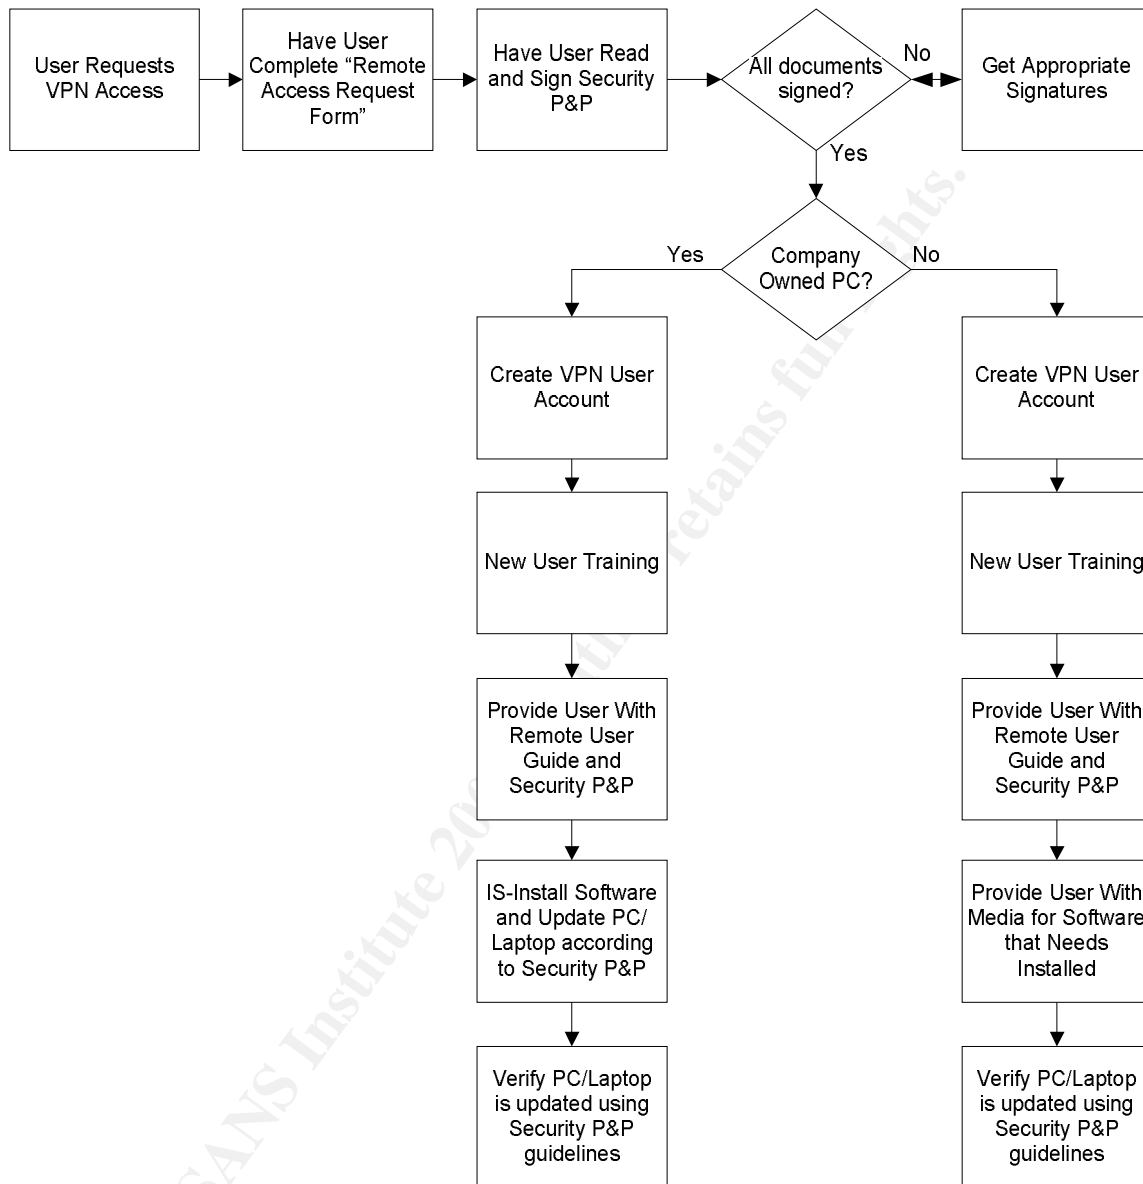 User Requests
VPN Access
Have User
Complete “Remote
Access Request
Form”
Have User Read
and Sign Security
P&P
All documents
signed?
No
Get Appropriate
Signatures
Yes
Company
Owned PC?
Yes
No
Create VPN User
Account
New User Training
Provide User With
Remote User
Guide and
Security P&P
IS-Install Software
and Update PC/
Laptop according
to Security P&P
Verify PC/Laptop
is updated using
Security P&P
guidelines
Create VPN User
Account
New User Training
Provide User With
Remote User
Guide and
Security P&P
Provide User With
Media for Software
that Needs
Installed
Verify PC/Laptop
is updated using
Security P&P
guidelines
SANS Institute retains